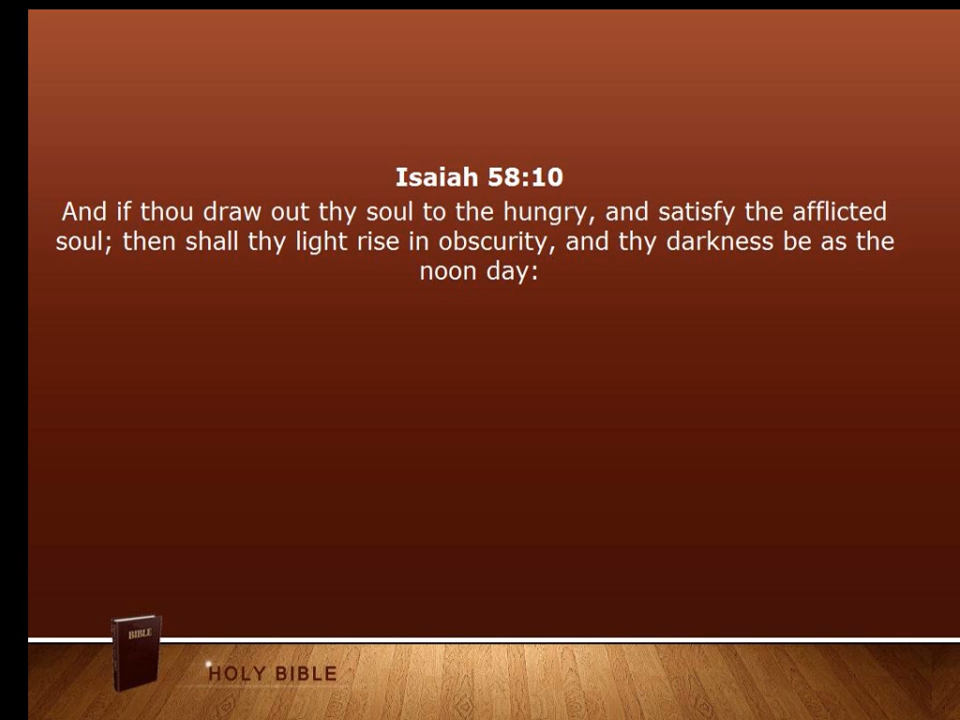 Isaiah 58:10
And if thou draw out thy soul to the hungry, and satisfy the afflicted
soul; then shall thy light rise in obscurity, and thy darkness be as the
noon day:
BIBLE
HOLY BIBLE